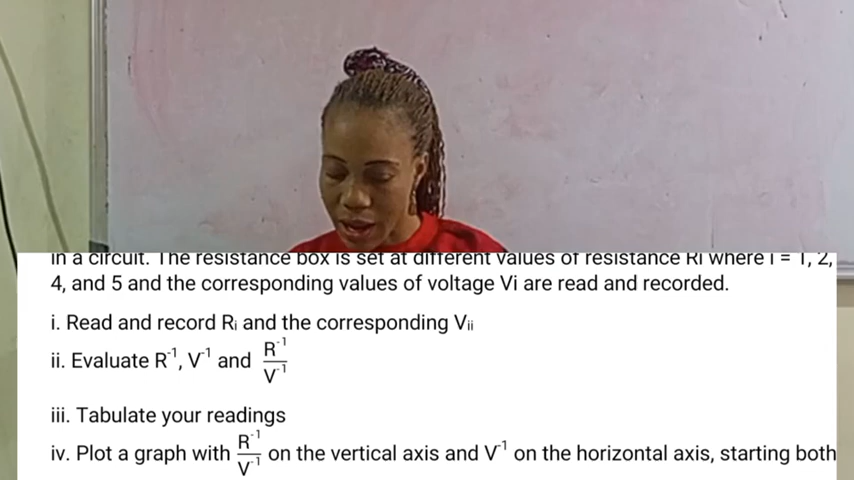 in a circuit. The resistance box is set at different values of resistance Ri where i = 1, 2,
4, and 5 and the corresponding values of voltage Vi are read and recorded.
i. Read and record Rᵢ and the corresponding Vᵢᵢ
ii. Evaluate R⁻¹, V⁻¹ and R⁻¹/V⁻¹
iii. Tabulate your readings
iv. Plot a graph with R⁻¹/V⁻¹ on the vertical axis and V⁻¹ on the horizontal axis, starting both